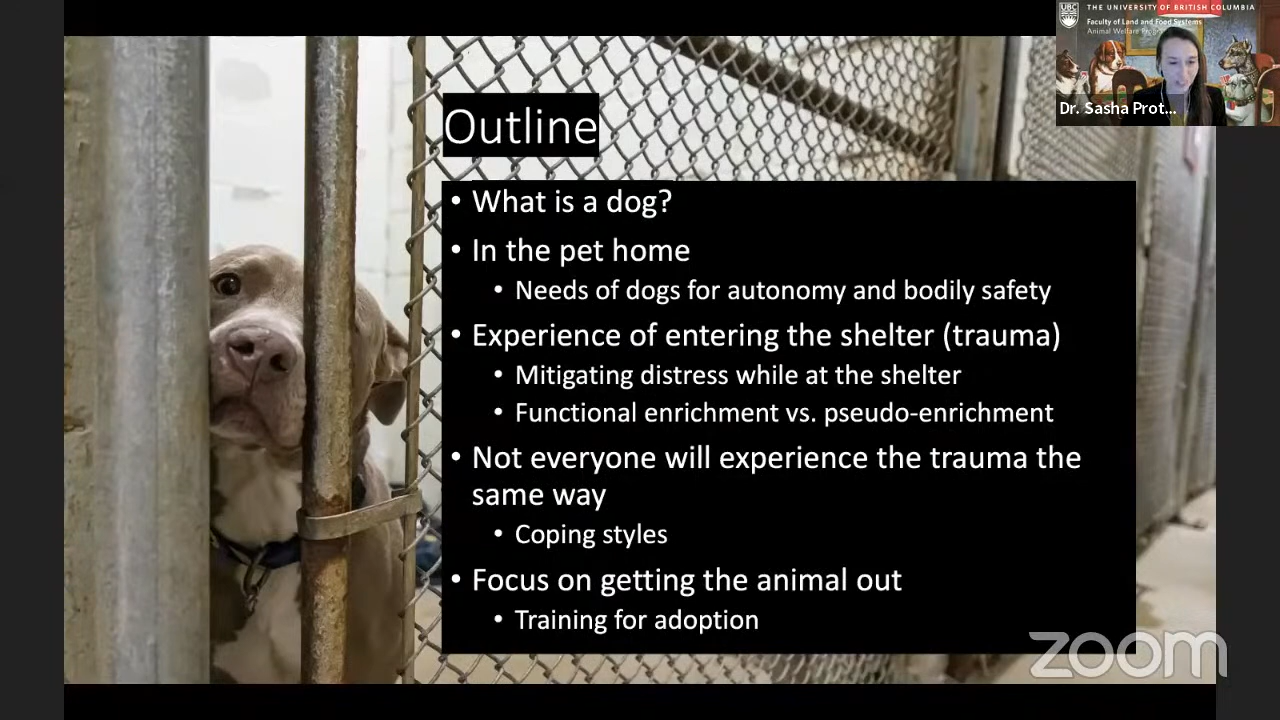 THE UNIVERSITY OF BRITISH COLUMBIA
UBC
Faculty of Land and Food Systems
Animal Welfare
Dr. Sasha Prot...
Outline
• What is a dog?
• In the pet home
• Needs of dogs for autonomy and bodily safety
• Experience of entering the shelter (trauma)
• Mitigating distress while at the shelter
• Functional enrichment vs. pseudo-enrichment
• Not everyone will experience the trauma the
same way
• Coping styles
• Focus on getting the animal out
• Training for adoption
zoom